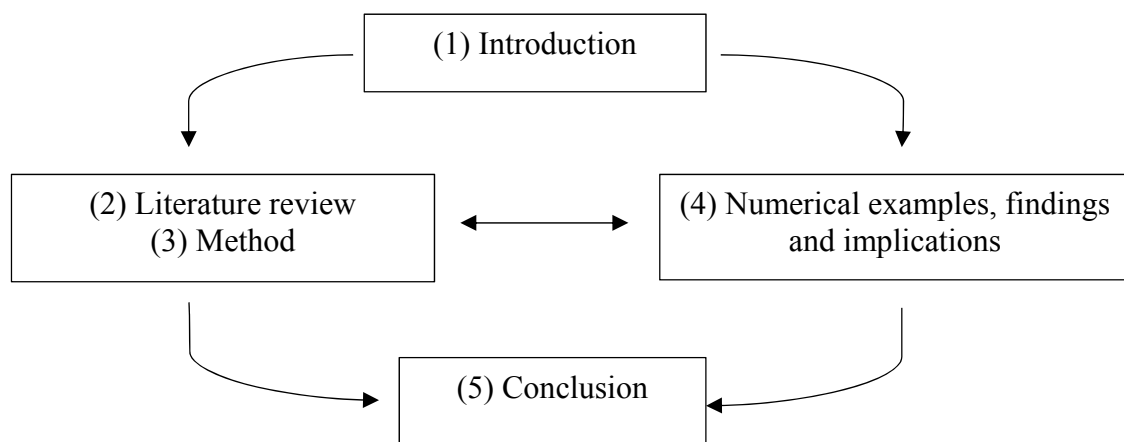 (1) Introduction
(2) Literature review
(3) Method
(4) Numerical examples, findings
and implications
(5) Conclusion